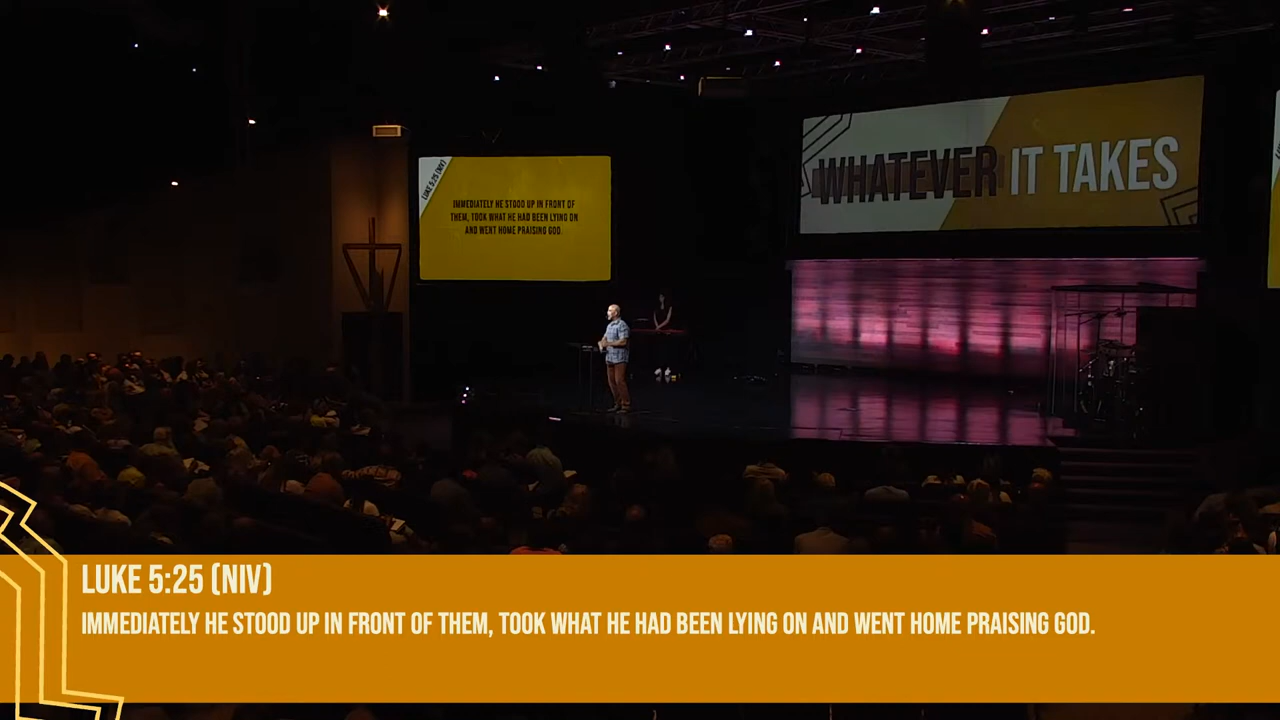 LUKE 5:25 (NIV)
IMMEDIATELY HE STOOD UP IN FRONT OF
THEM, TOOK WHAT HE HAD BEEN LYING ON
AND WENT HOME PRAISING GOD.
WHATEVER IT TAKES
LUKE 5:25 (NIV)
IMMEDIATELY HE STOOD UP IN FRONT OF THEM, TOOK WHAT HE HAD BEEN LYING ON AND WENT HOME PRAISING GOD.